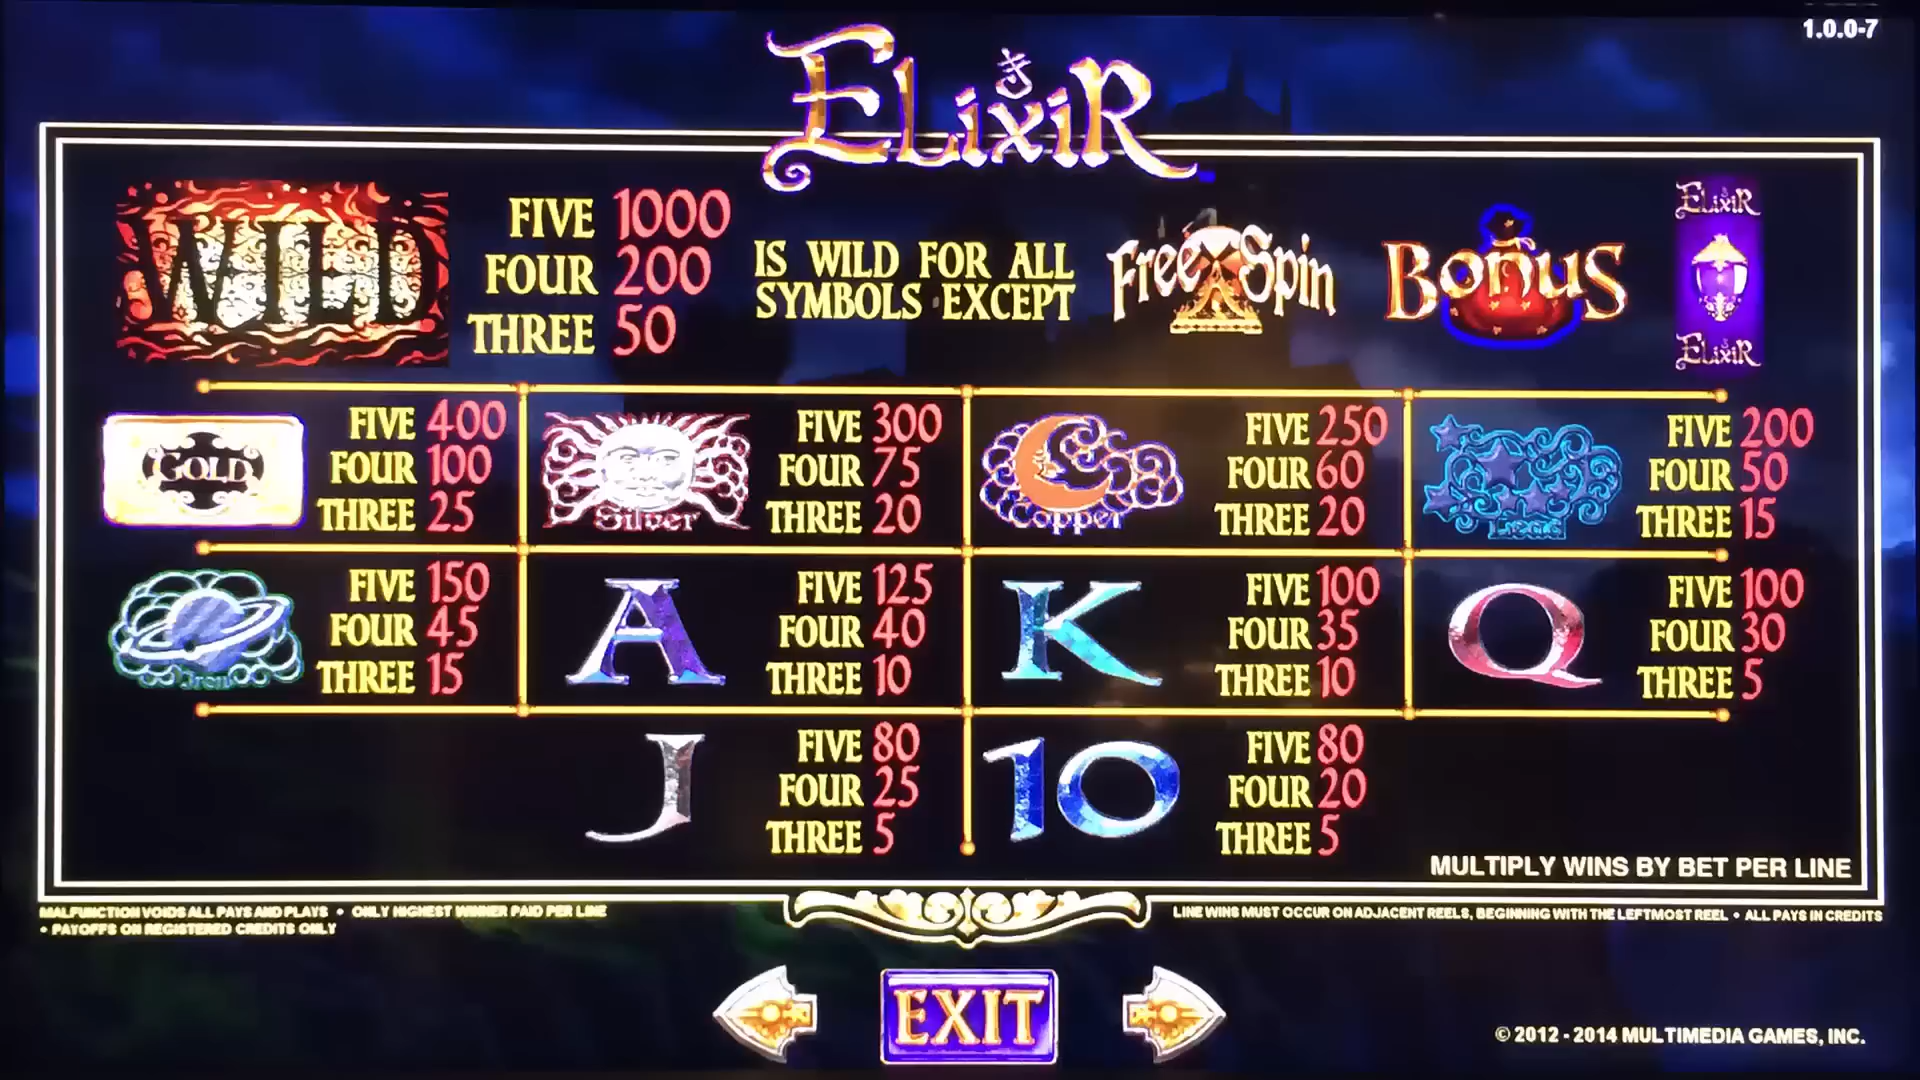 1.0.0-7
ELixiR
WILD
FIVE 1000
FOUR 200
THREE 50
IS WILD FOR ALL
SYMBOLS EXCEPT
Free Spin
Bonus
ELixiR
ELixiR
GOLD
FIVE 400
FOUR 100
THREE 25
Silver
FIVE 300
FOUR 75
THREE 20
Copper
FIVE 250
FOUR 60
THREE 20
Lead
FIVE 200
FOUR 50
THREE 15
Iron
FIVE 150
FOUR 45
THREE 15
A
FIVE 125
FOUR 40
THREE 10
K
FIVE 100
FOUR 35
THREE 10
Q
FIVE 100
FOUR 30
THREE 5
J
FIVE 80
FOUR 25
THREE 5
10
FIVE 80
FOUR 20
THREE 5
MULTIPLY WINS BY BET PER LINE
MALFUNCTION VOIDS ALL PAYS AND PLAYS • ONLY HIGHEST WINNER PAID PER LINE
• PAYOFFS ON REGISTERED CREDITS ONLY
LINE WINS MUST OCCUR ON ADJACENT REELS, BEGINNING WITH THE LEFTMOST REEL • ALL PAYS IN CREDITS
EXIT
© 2012 - 2014 MULTIMEDIA GAMES, INC.